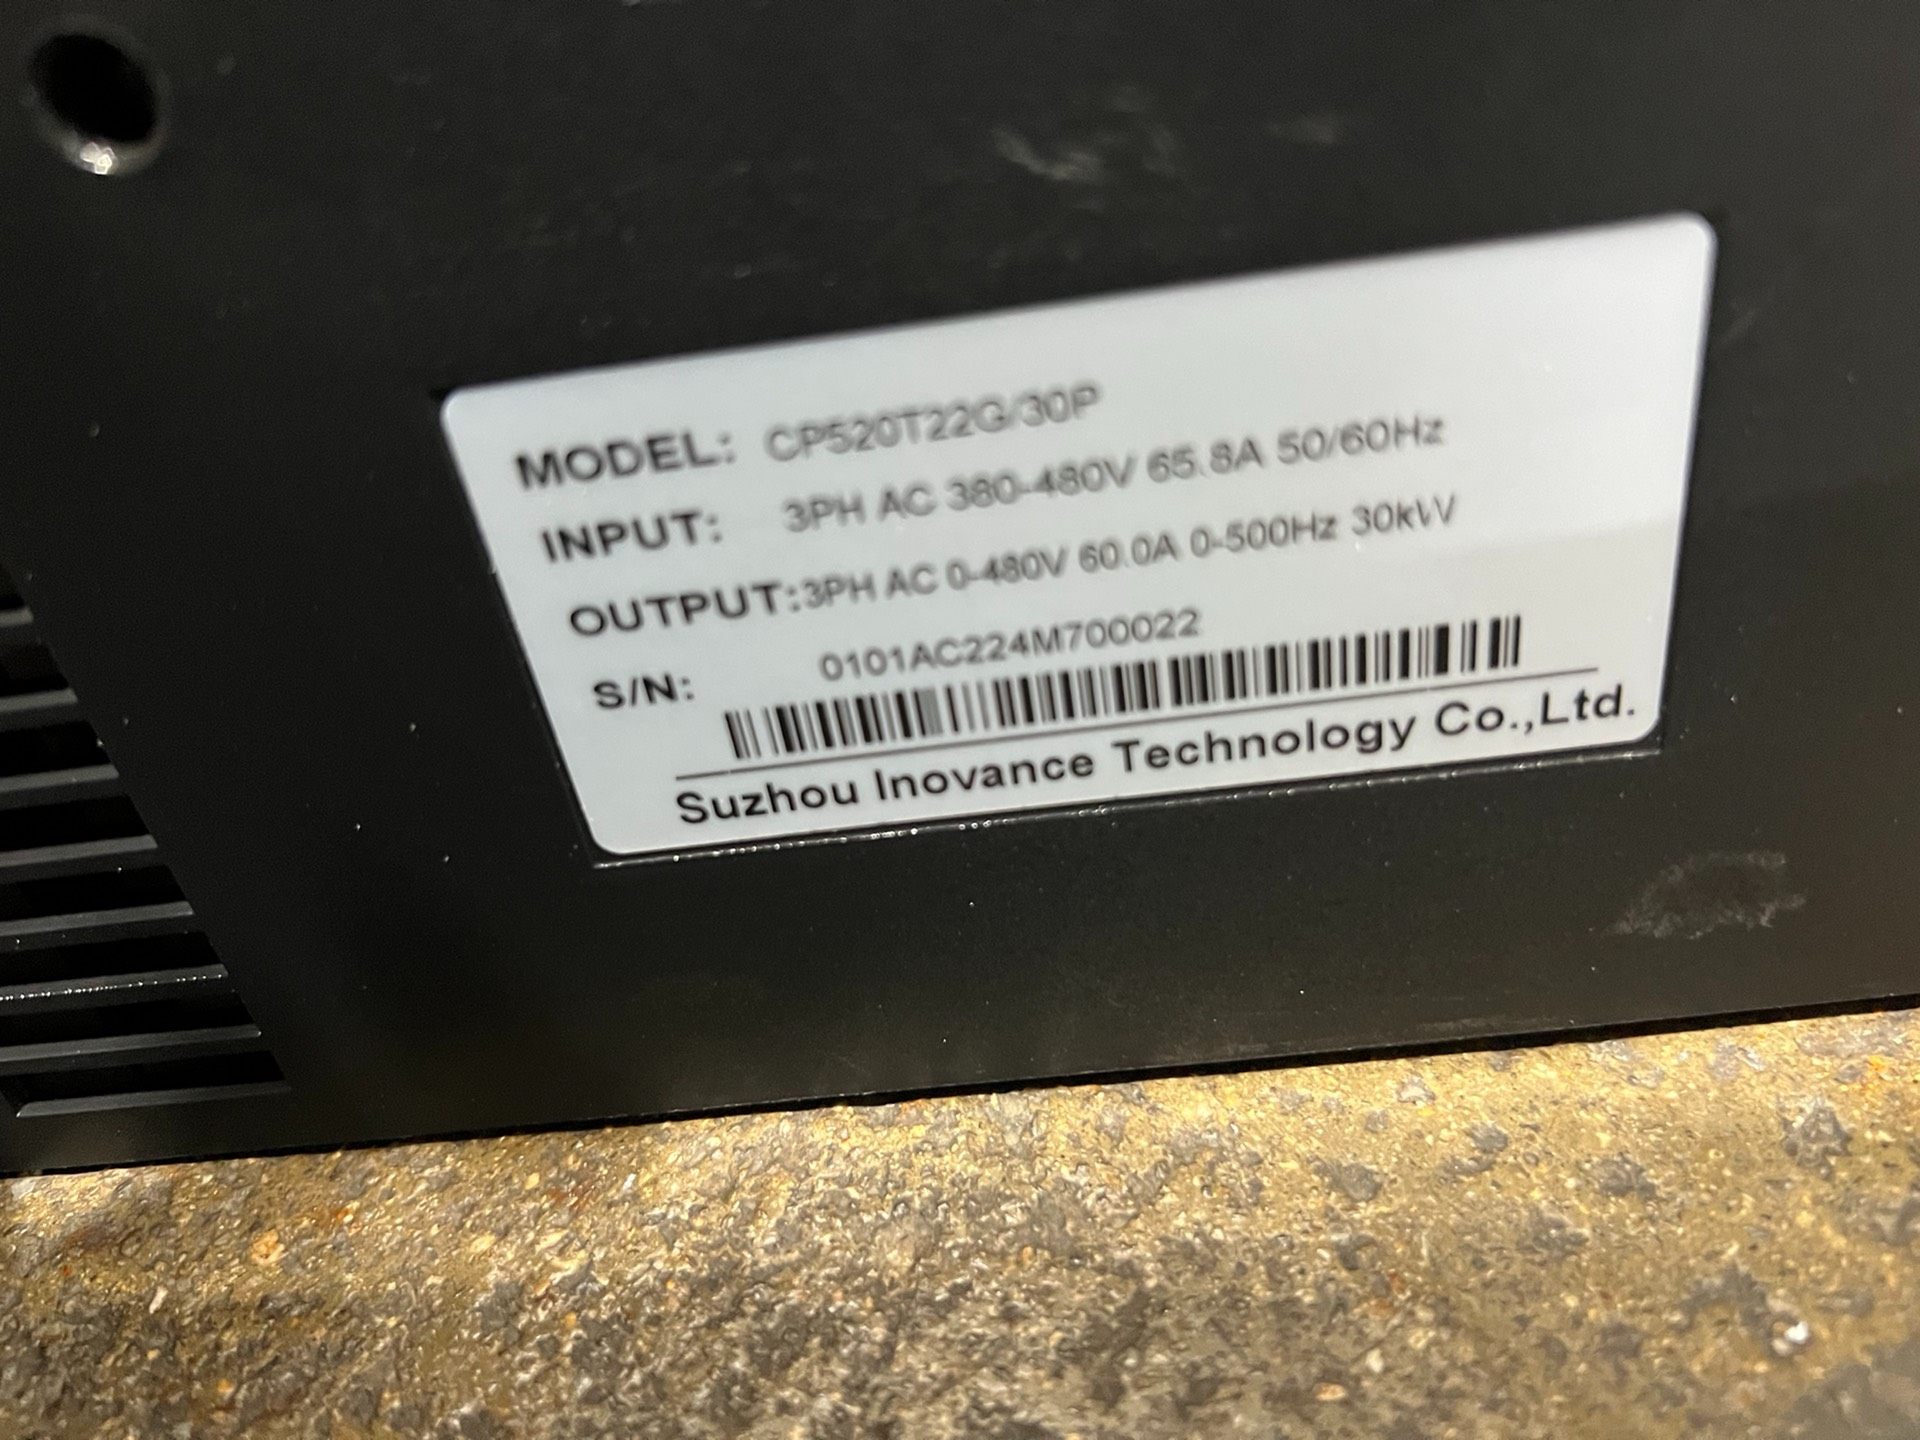 MODEL: CP520T22G/30P
INPUT: 3PH AC 380-480V 65.8A 50/60Hz
OUTPUT:3PH AC 0-480V 60.0A 0-500Hz 30kW
S/N: 0101AC224M700022
Suzhou Inovance Technology Co.,Ltd.